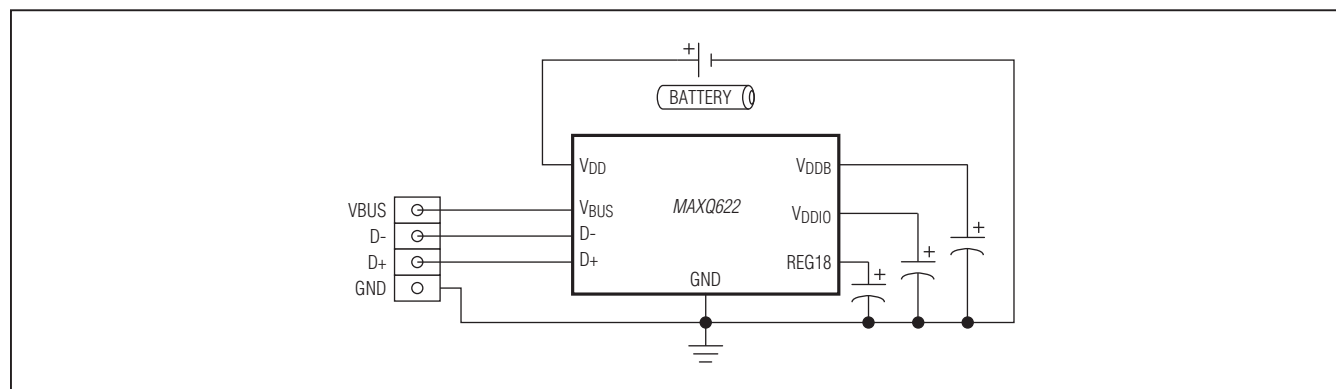 +
BATTERY
VDD
VDDB
VBUS
VBUS
MAXQ622
VDDIO
D-
D-
D+
D+
REG18
GND
GND
+
+
+